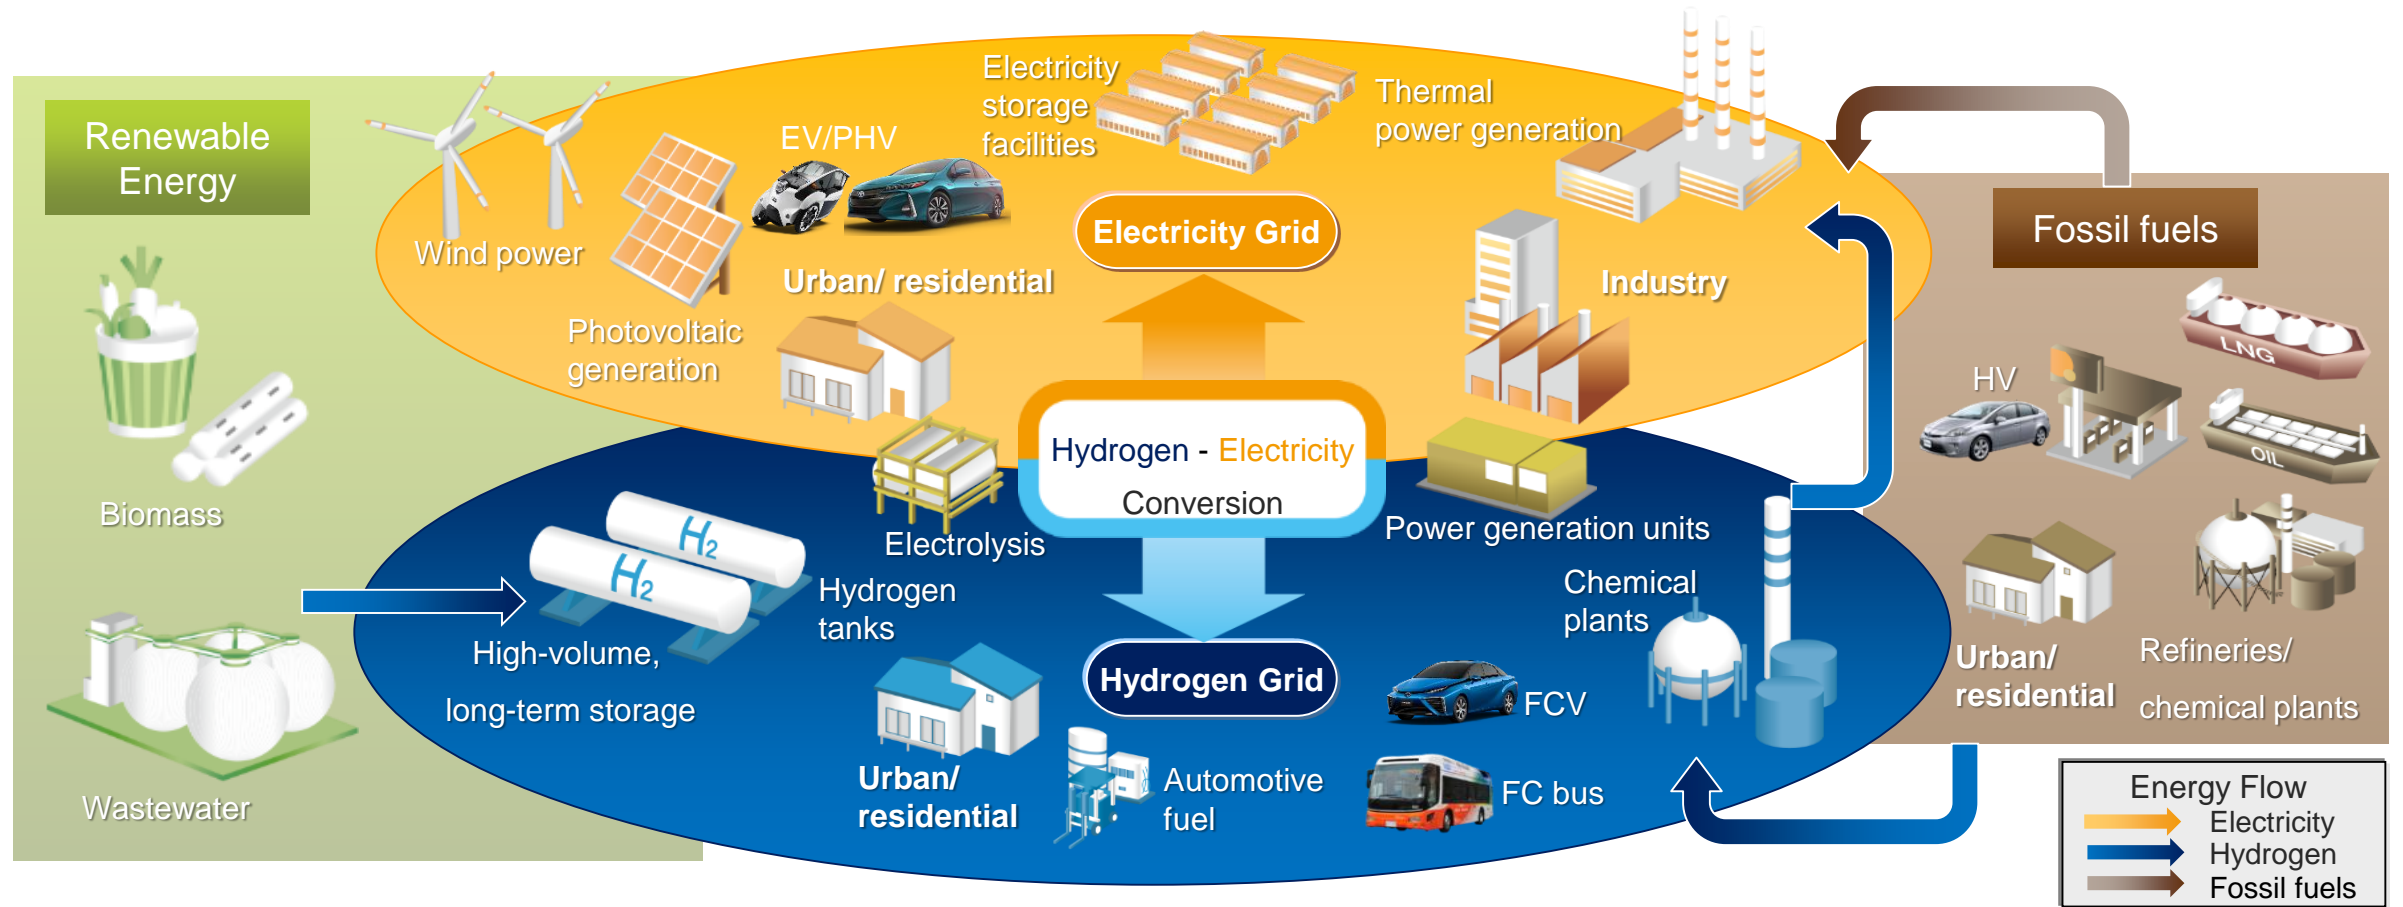 Renewable
Energy
Wind power
Photovoltaic
generation
Biomass
Wastewater
EV/PHV
Urban/ residential
Electricity
storage
facilities
Electricity Grid
Thermal
power generation
Industry
Hydrogen - Electricity
Conversion
Electrolysis
Power generation units
H2
H2
Hydrogen
tanks
High-volume,
long-term storage
Hydrogen Grid
Urban/
residential
Automotive
fuel
FCV
FC bus
Chemical
plants
Fossil fuels
LNG
HV
OIL
Urban/
residential
Refineries/
chemical plants
Energy Flow
Electricity
Hydrogen
Fossil fuels